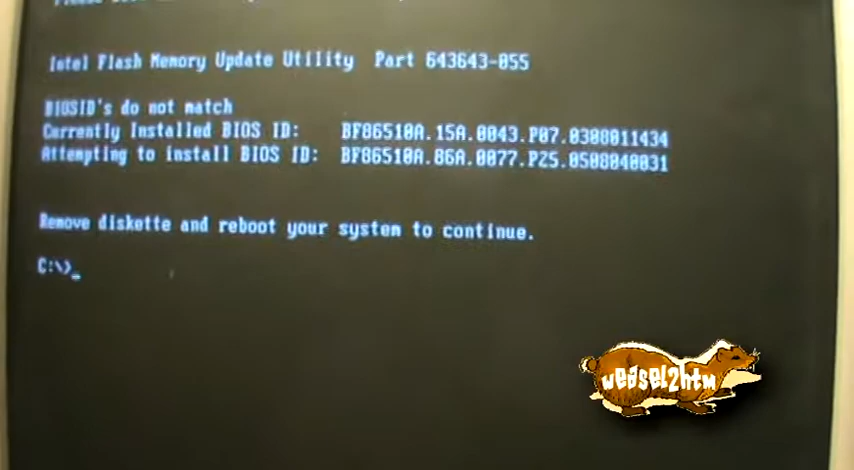 Intel Flash Memory Update Utility Part 643643-055
BIOSID's do not match
Currently Installed BIOS ID: BF86510A.15A.0043.P07.0308011434
Attempting to install BIOS ID: BF86510A.86A.0077.P25.0508040031
Remove diskette and reboot your system to continue.
C:\>_
weasel2htm